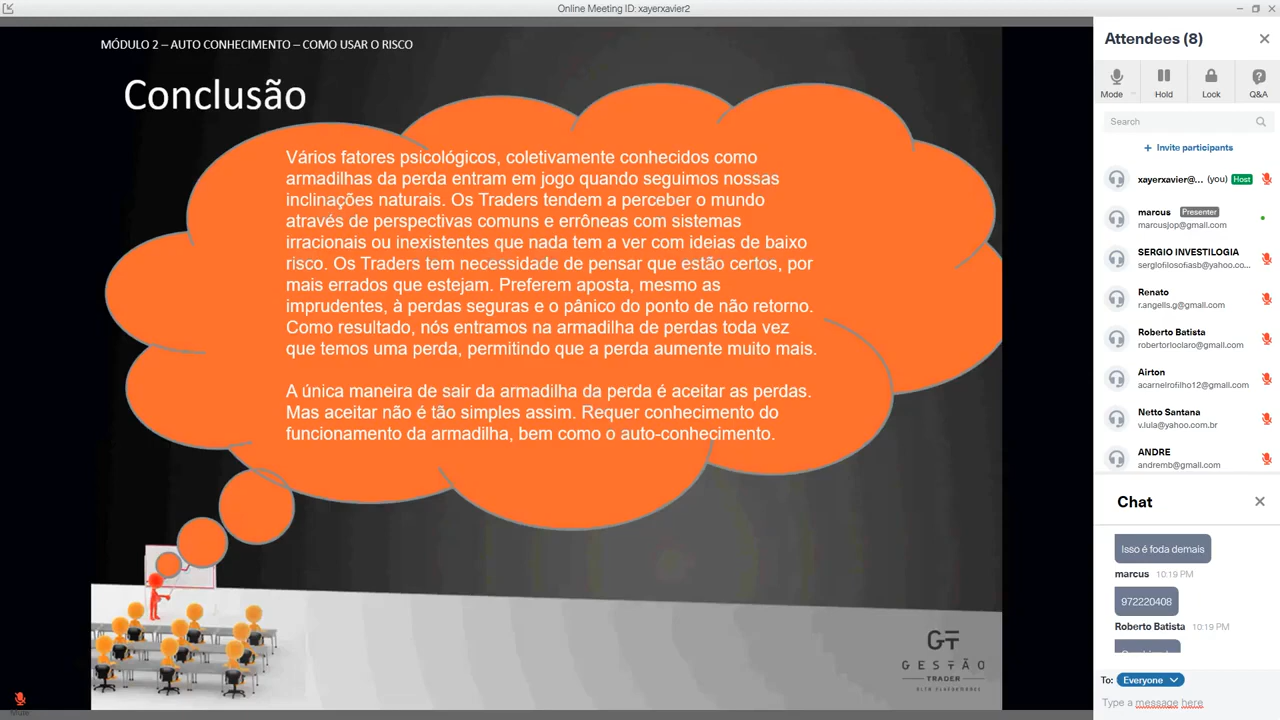 Online Meeting ID: xayerxavier2
MÓDULO 2 – AUTO CONHECIMENTO – COMO USAR O RISCO
Conclusão
Vários fatores psicológicos, coletivamente conhecidos como
armadilhas da perda entram em jogo quando seguimos nossas
inclinações naturais. Os Traders tendem a perceber o mundo
através de perspectivas comuns e errôneas com sistemas
irracionais ou inexistentes que nada tem a ver com ideias de baixo
risco. Os Traders tem necessidade de pensar que estão certos, por
mais errados que estejam. Preferem aposta, mesmo as
imprudentes, à perdas seguras e o pânico do ponto de não retorno.
Como resultado, nós entramos na armadilha de perdas toda vez
que temos uma perda, permitindo que a perda aumente muito mais.
A única maneira de sair da armadilha da perda é aceitar as perdas.
Mas aceitar não é tão simples assim. Requer conhecimento do
funcionamento da armadilha, bem como o auto-conhecimento.
GT
GESTÃO
TRADER
Attendees (8)
Mode
Hold
Lock
Q&A
Search
+ Invite participants
xayerxavier@... (you) Host
marcus Presenter
marcusjop@gmail.com
SERGIO INVESTILOGIA
sergiofilosofiasb@yahoo.co...
Renato
r.angells.g@gmail.com
Roberto Batista
robertorloclaro@gmail.com
Airton
acarneirofilho12@gmail.com
Netto Santana
v.lula@yahoo.com.br
ANDRE
andremb@gmail.com
Chat
Isso é foda demais
marcus 10:19 PM
972220408
Roberto Batista 10:19 PM
To: Everyone
Type a message here